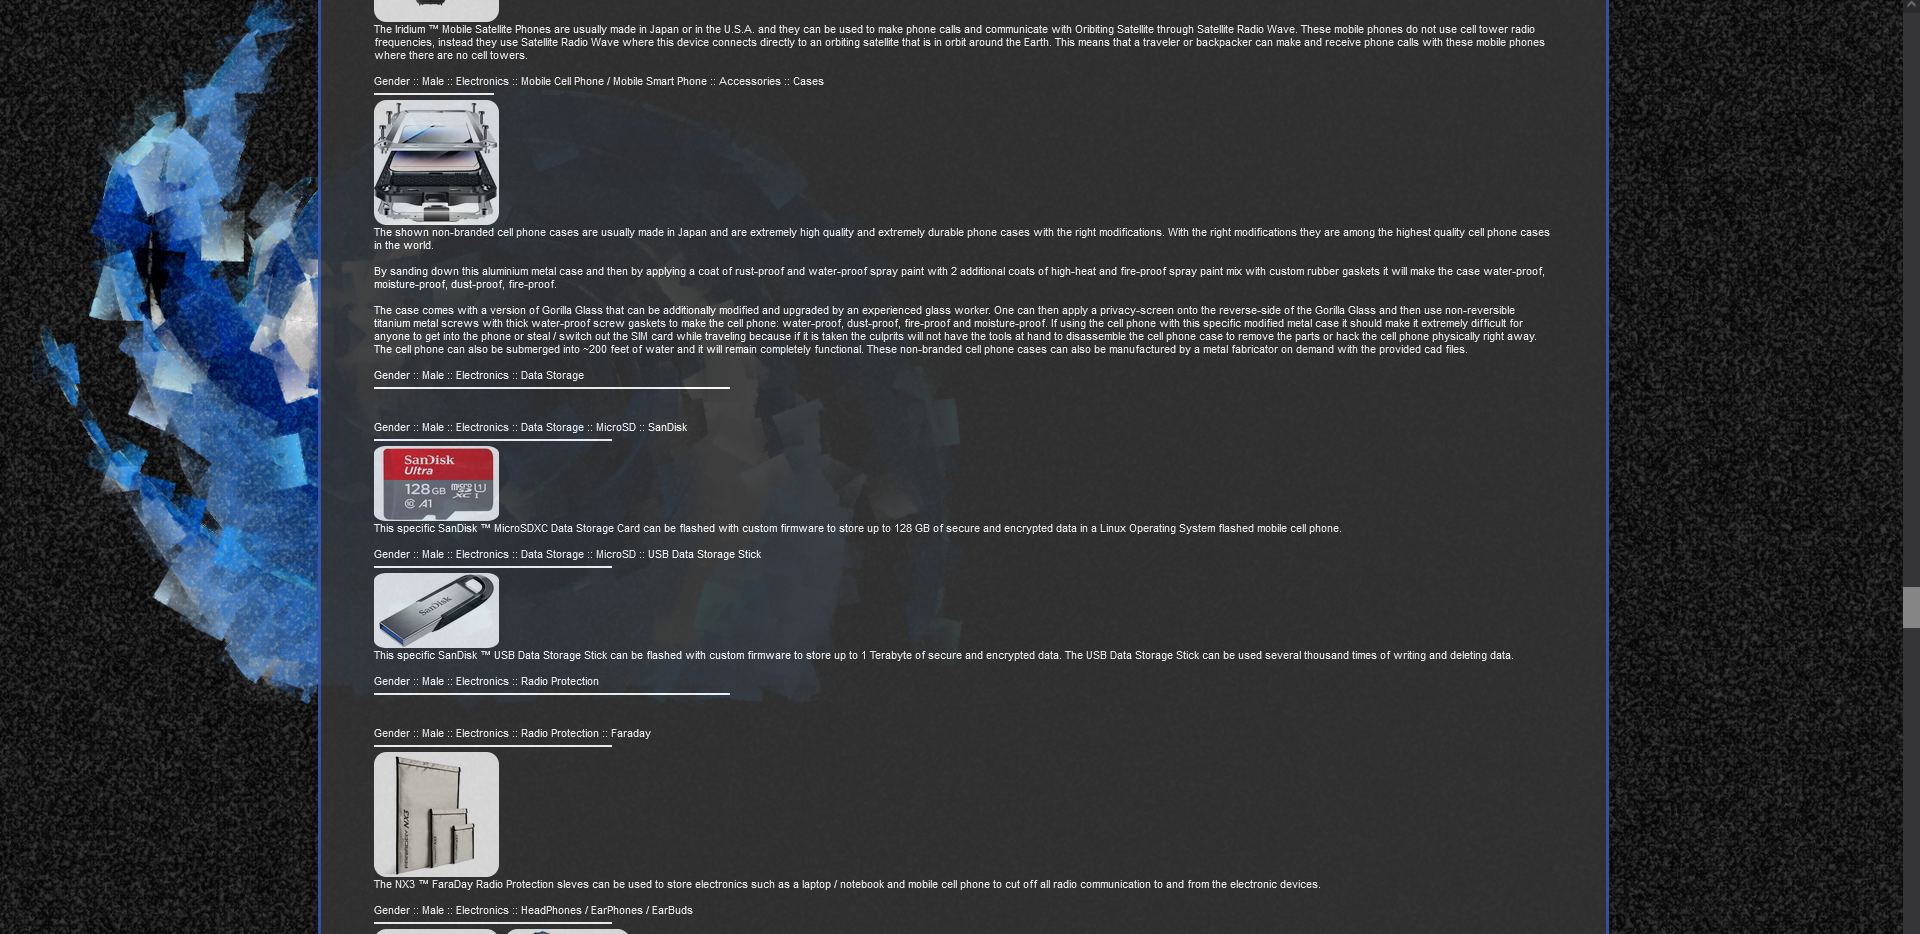 The Iridium ™ Mobile Satellite Phones are usually made in Japan or in the U.S.A. and they can be used to make phone calls and communicate with Oribiting Satellite through Satellite Radio Wave. These mobile phones do not use cell tower radio
frequencies, instead they use Satellite Radio Wave where this device connects directly to an orbiting satellite that is in orbit around the Earth. This means that a traveler or backpacker can make and receive phone calls with these mobile phones
where there are no cell towers.
Gender :: Male :: Electronics :: Mobile Cell Phone / Mobile Smart Phone :: Accessories :: Cases
The shown non-branded cell phone cases are usually made in Japan and are extremely high quality and extremely durable phone cases with the right modifications. With the right modifications they are among the highest quality cell phone cases
in the world.
By sanding down this aluminium metal case and then by applying a coat of rust-proof and water-proof spray paint with 2 additional coats of high-heat and fire-proof spray paint mix with custom rubber gaskets it will make the case water-proof,
moisture-proof, dust-proof, fire-proof.
The case comes with a version of Gorilla Glass that can be additionally modified and upgraded by an experienced glass worker. One can then apply a privacy-screen onto the reverse-side of the Gorilla Glass and then use non-reversible
titanium metal screws with thick water-proof screw gaskets to make the cell phone: water-proof, dust-proof, fire-proof and moisture-proof. If using the cell phone with this specific modified metal case it should make it extremely difficult for
anyone to get into the phone or steal / switch out the SIM card while traveling because if it is taken the culprits will not have the tools at hand to disassemble the cell phone case to remove the parts or hack the cell phone physically right away.
The cell phone can also be submerged into ~200 feet of water and it will remain completely functional. These non-branded cell phone cases can also be manufactured by a metal fabricator on demand with the provided cad files.
Gender :: Male :: Electronics :: Data Storage
Gender :: Male :: Electronics :: Data Storage :: MicroSD :: SanDisk
SanDisk
Ultra
128GB micro SD XC I U1
C10 A1
This specific SanDisk ™ MicroSDXC Data Storage Card can be flashed with custom firmware to store up to 128 GB of secure and encrypted data in a Linux Operating System flashed mobile cell phone.
Gender :: Male :: Electronics :: Data Storage :: MicroSD :: USB Data Storage Stick
SanDisk
This specific SanDisk ™ USB Data Storage Stick can be flashed with custom firmware to store up to 1 Terabyte of secure and encrypted data. The USB Data Storage Stick can be used several thousand times of writing and deleting data.
Gender :: Male :: Electronics :: Radio Protection
Gender :: Male :: Electronics :: Radio Protection :: Faraday
NX3
The NX3 ™ FaraDay Radio Protection sleves can be used to store electronics such as a laptop / notebook and mobile cell phone to cut off all radio communication to and from the electronic devices.
Gender :: Male :: Electronics :: HeadPhones / EarPhones / EarBuds